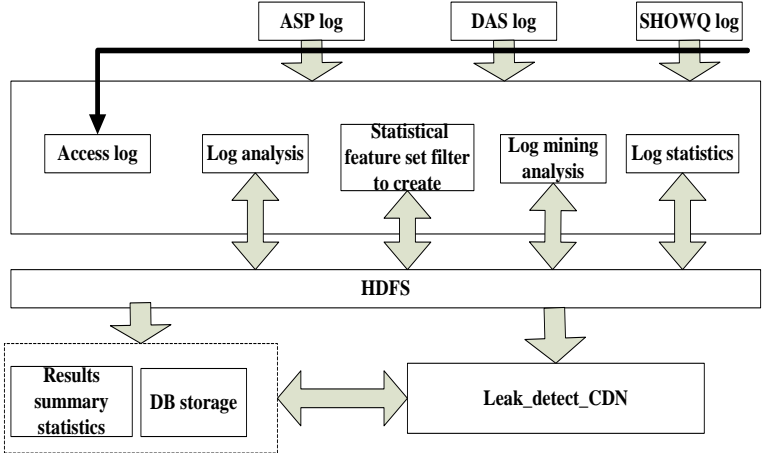 ASP log
DAS log
SHOWQ log
Access log
Log analysis
Statistical
feature set filter
to create
Log mining
analysis
Log statistics
HDFS
Results
summary
statistics
DB storage
Leak_detect_CDN